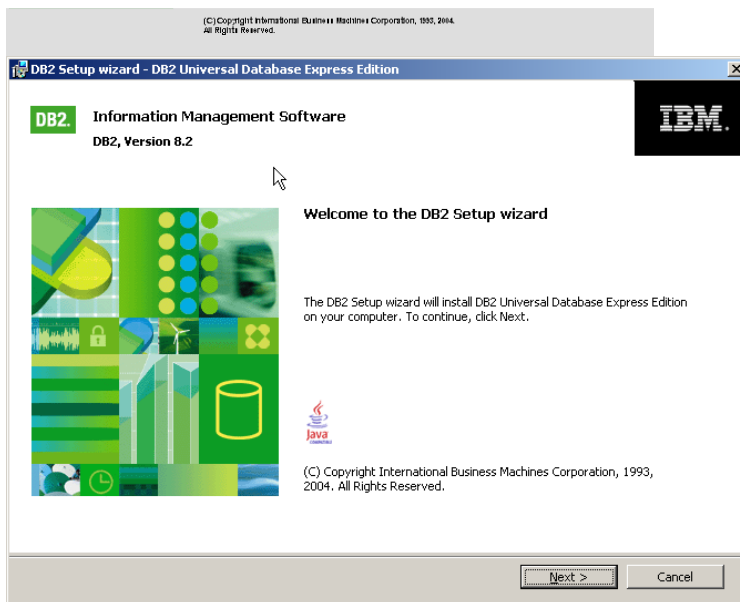 (C) Copyright International Business Machines Corporation, 1993, 2004.
All Rights Reserved.
DB2 Setup wizard - DB2 Universal Database Express Edition
DB2.
Information Management Software
DB2, Version 8.2
IBM.
Welcome to the DB2 Setup wizard
The DB2 Setup wizard will install DB2 Universal Database Express Edition
on your computer. To continue, click Next.
Java
COMPATIBLE
(C) Copyright International Business Machines Corporation, 1993,
2004. All Rights Reserved.
Next >
Cancel